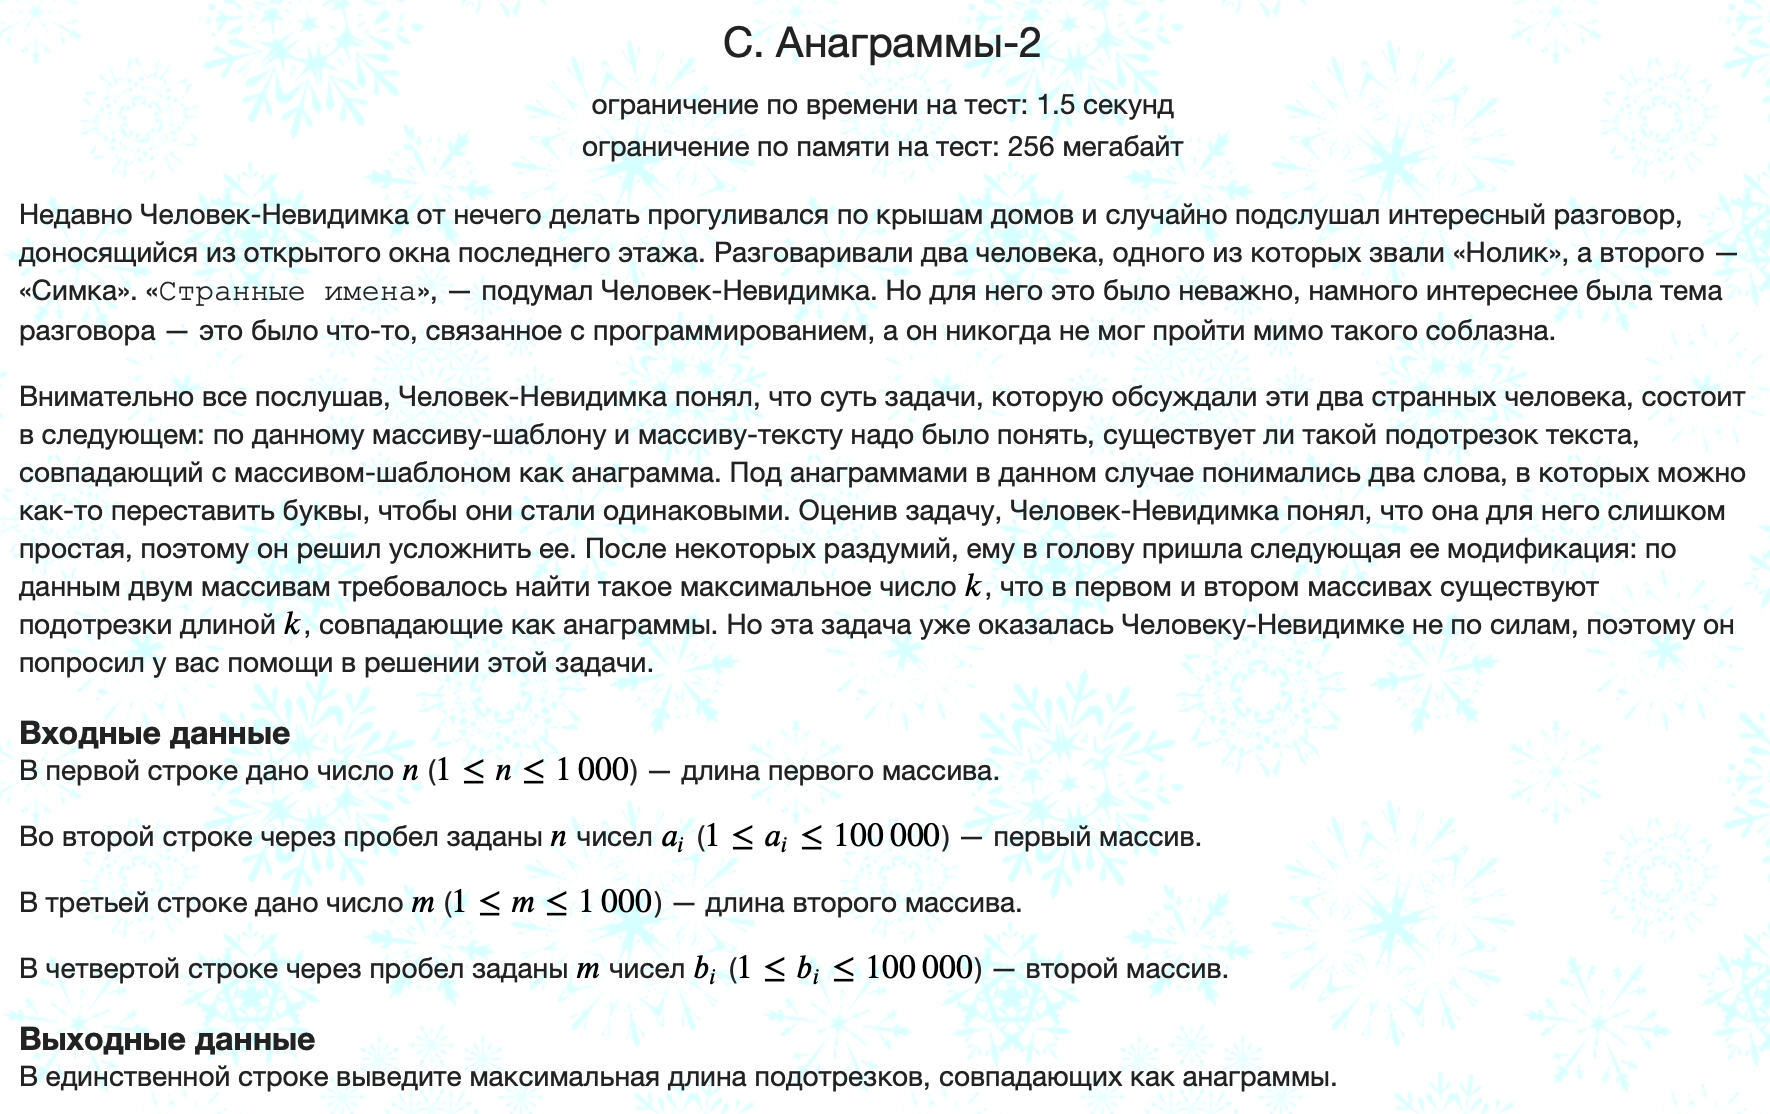 С. Анаграммы-2
ограничение по времени на тест: 1.5 секунд
ограничение по памяти на тест: 256 мегабайт
Недавно Человек-Невидимка от нечего делать прогуливался по крышам домов и случайно подслушал интересный разговор,
доносящийся из открытого окна последнего этажа. Разговаривали два человека, одного из которых звали «Нолик», а второго —
«Симка». «Странные имена», — подумал Человек-Невидимка. Но для него это было неважно, намного интереснее была тема
разговора — это было что-то, связанное с программированием, а он никогда не мог пройти мимо такого соблазна.
Внимательно все послушав, Человек-Невидимка понял, что суть задачи, которую обсуждали эти два странных человека, состоит
в следующем: по данному массиву-шаблону и массиву-тексту надо было понять, существует ли такой подотрезок текста,
совпадающий с массивом-шаблоном как анаграмма. Под анаграммами в данном случае понимались два слова, в которых можно
как-то переставить буквы, чтобы они стали одинаковыми. Оценив задачу, Человек-Невидимка понял, что она для него слишком
простая, поэтому он решил усложнить ее. После некоторых раздумий, ему в голову пришла следующая ее модификация: по
данным двум массивам требовалось найти такое максимальное число k, что в первом и втором массивах существуют
подотрезки длиной k, совпадающие как анаграммы. Но эта задача уже оказалась Человеку-Невидимке не по силам, поэтому он
попросил у вас помощи в решении этой задачи.
Входные данные
В первой строке дано число n (1 ≤ n ≤ 1 000) — длина первого массива.
Во второй строке через пробел заданы n чисел a_i (1 ≤ a_i ≤ 100 000) — первый массив.
В третьей строке дано число m (1 ≤ m ≤ 1 000) — длина второго массива.
В четвертой строке через пробел заданы m чисел b_i (1 ≤ b_i ≤ 100 000) — второй массив.
Выходные данные
В единственной строке выведите максимальная длина подотрезков, совпадающих как анаграммы.